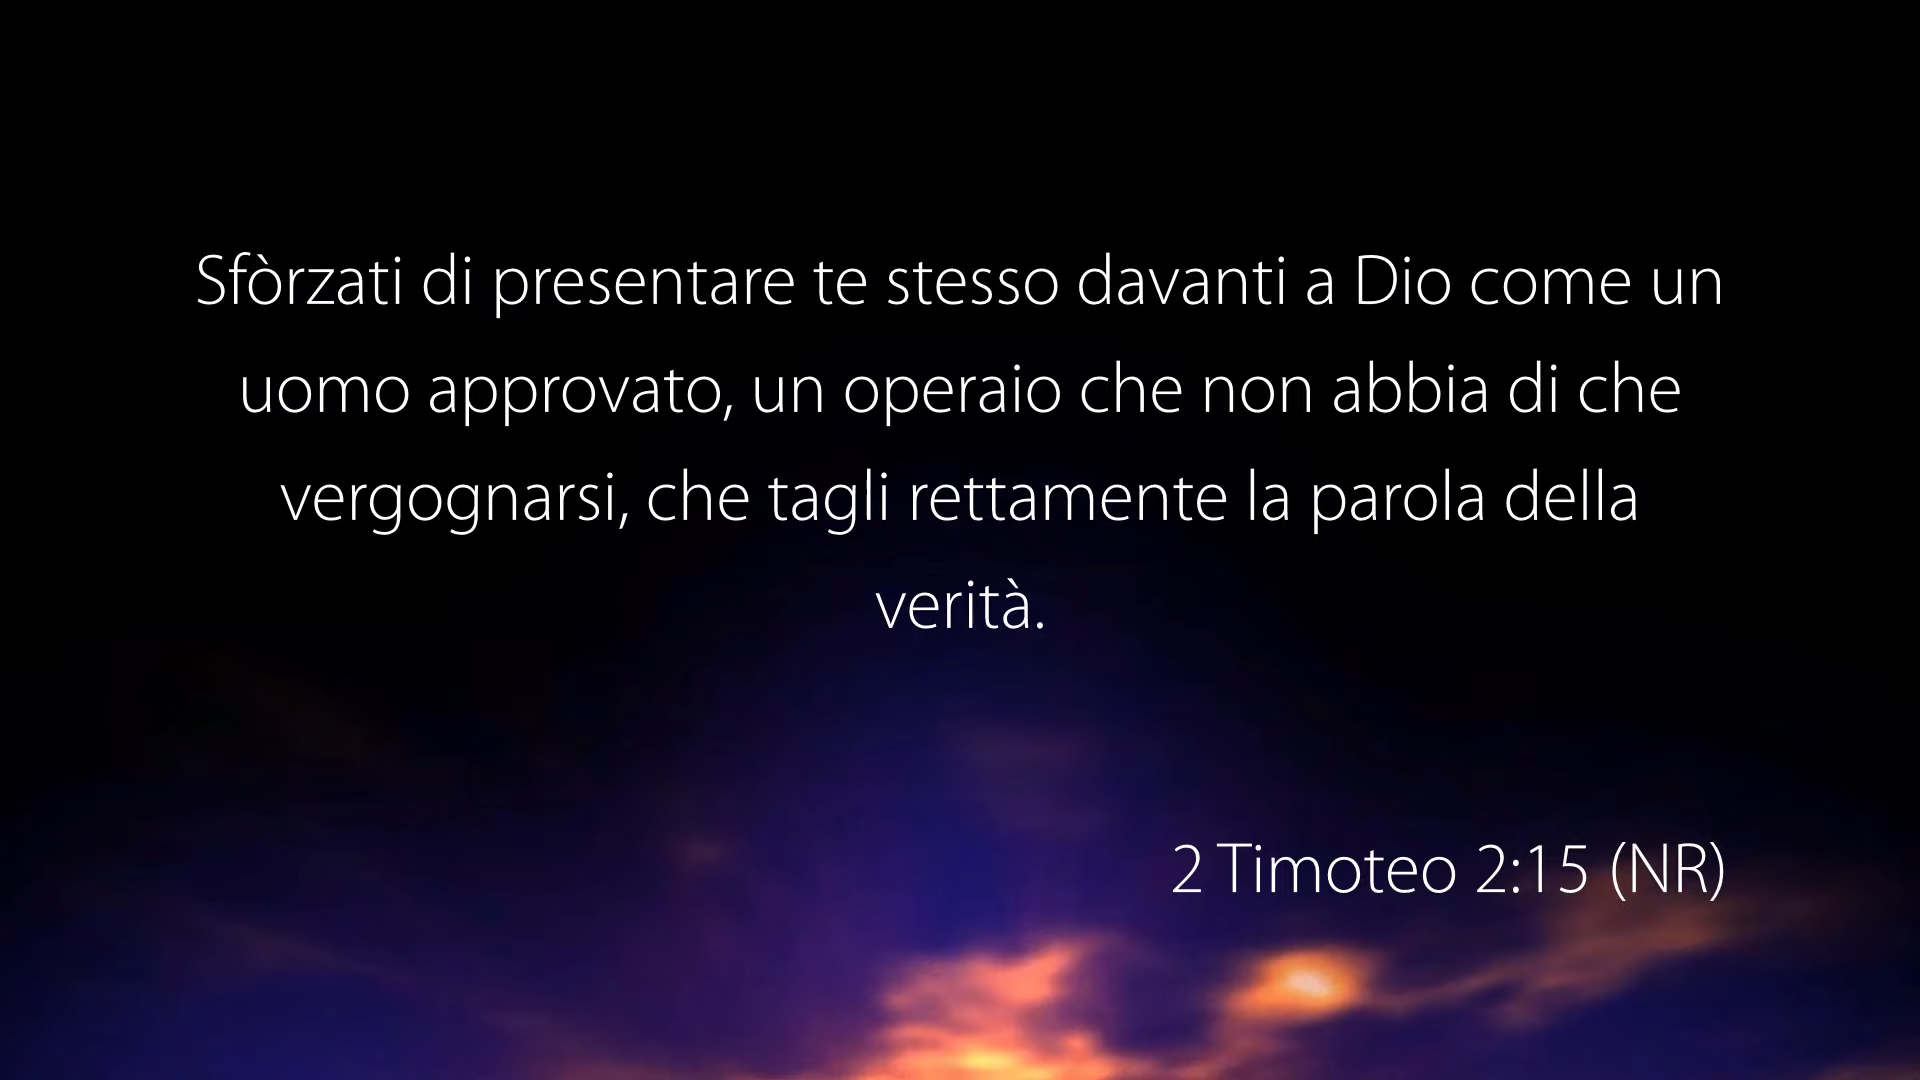 Sfòrzati di presentare te stesso davanti a Dio come un
uomo approvato, un operaio che non abbia di che
vergognarsi, che tagli rettamente la parola della
verità.
2 Timoteo 2:15 (NR)